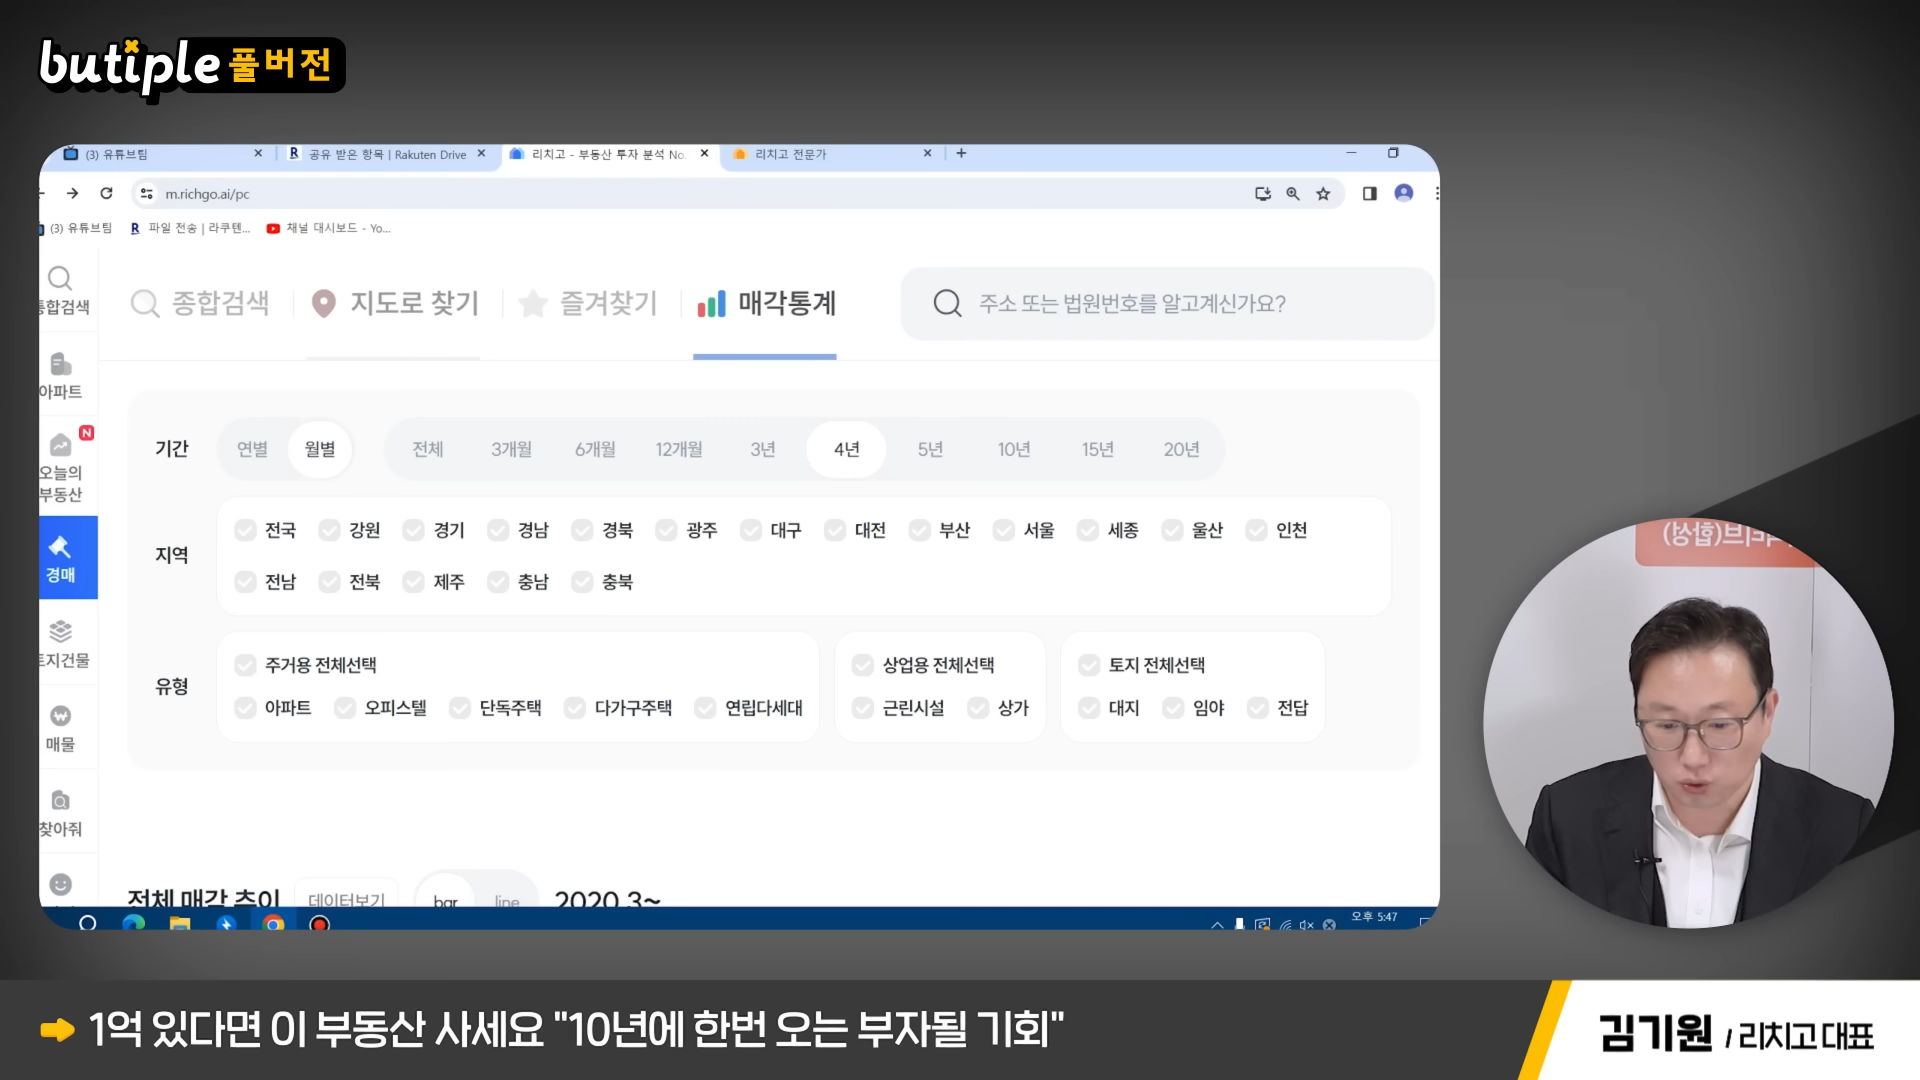 butiple 풀버전
(3) 유튜브팀
공유 받은 항목 | Rakuten Drive
리치고 - 부동산 투자 분석 No
리치고 전문가
m.richgo.ai/pc
(3) 유튜브팀
파일 전송 | 라쿠텐...
채널 대시보드 - Yo...
종합검색
지도로 찾기
즐겨찾기
매각통계
주소 또는 법원번호를 알고계신가요?
아파트
N
오늘의
부동산
경매
매물
찾아줘
기간
연별
월별
전체
3개월
6개월
12개월
3년
4년
5년
10년
15년
20년
지역
전국 강원 경기 경남 경북 광주 대구 대전 부산 서울 세종 울산 인천
전남 전북 제주 충남 충북
유형
주거용 전체선택
아파트 오피스텔 단독주택 다가구주택 연립다세대
상업용 전체선택
근린시설 상가
토지 전체선택
대지 임야 전답
전체 매각 추이
데이터보기
bar
line
2020.3~
오후 5:47
1억 있다면 이 부동산 사세요 "10년에 한번 오는 부자될 기회"
김기원 / 리치고 대표